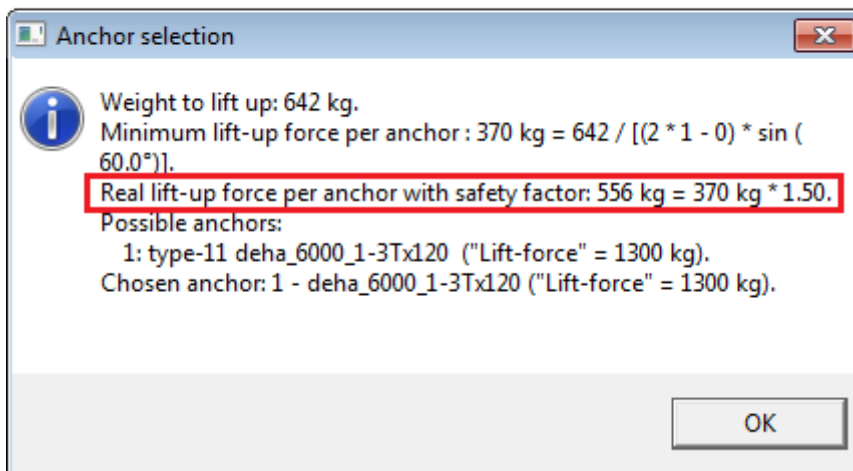 Anchor selection
Weight to lift up: 642 kg.
Minimum lift-up force per anchor : 370 kg = 642 / [(2 * 1 - 0) * sin (
60.0°)].
Real lift-up force per anchor with safety factor: 556 kg = 370 kg * 1.50.
Possible anchors:
1: type-11 deha_6000_1-3Tx120 ("Lift-force" = 1300 kg).
Chosen anchor: 1 - deha_6000_1-3Tx120 ("Lift-force" = 1300 kg).
OK